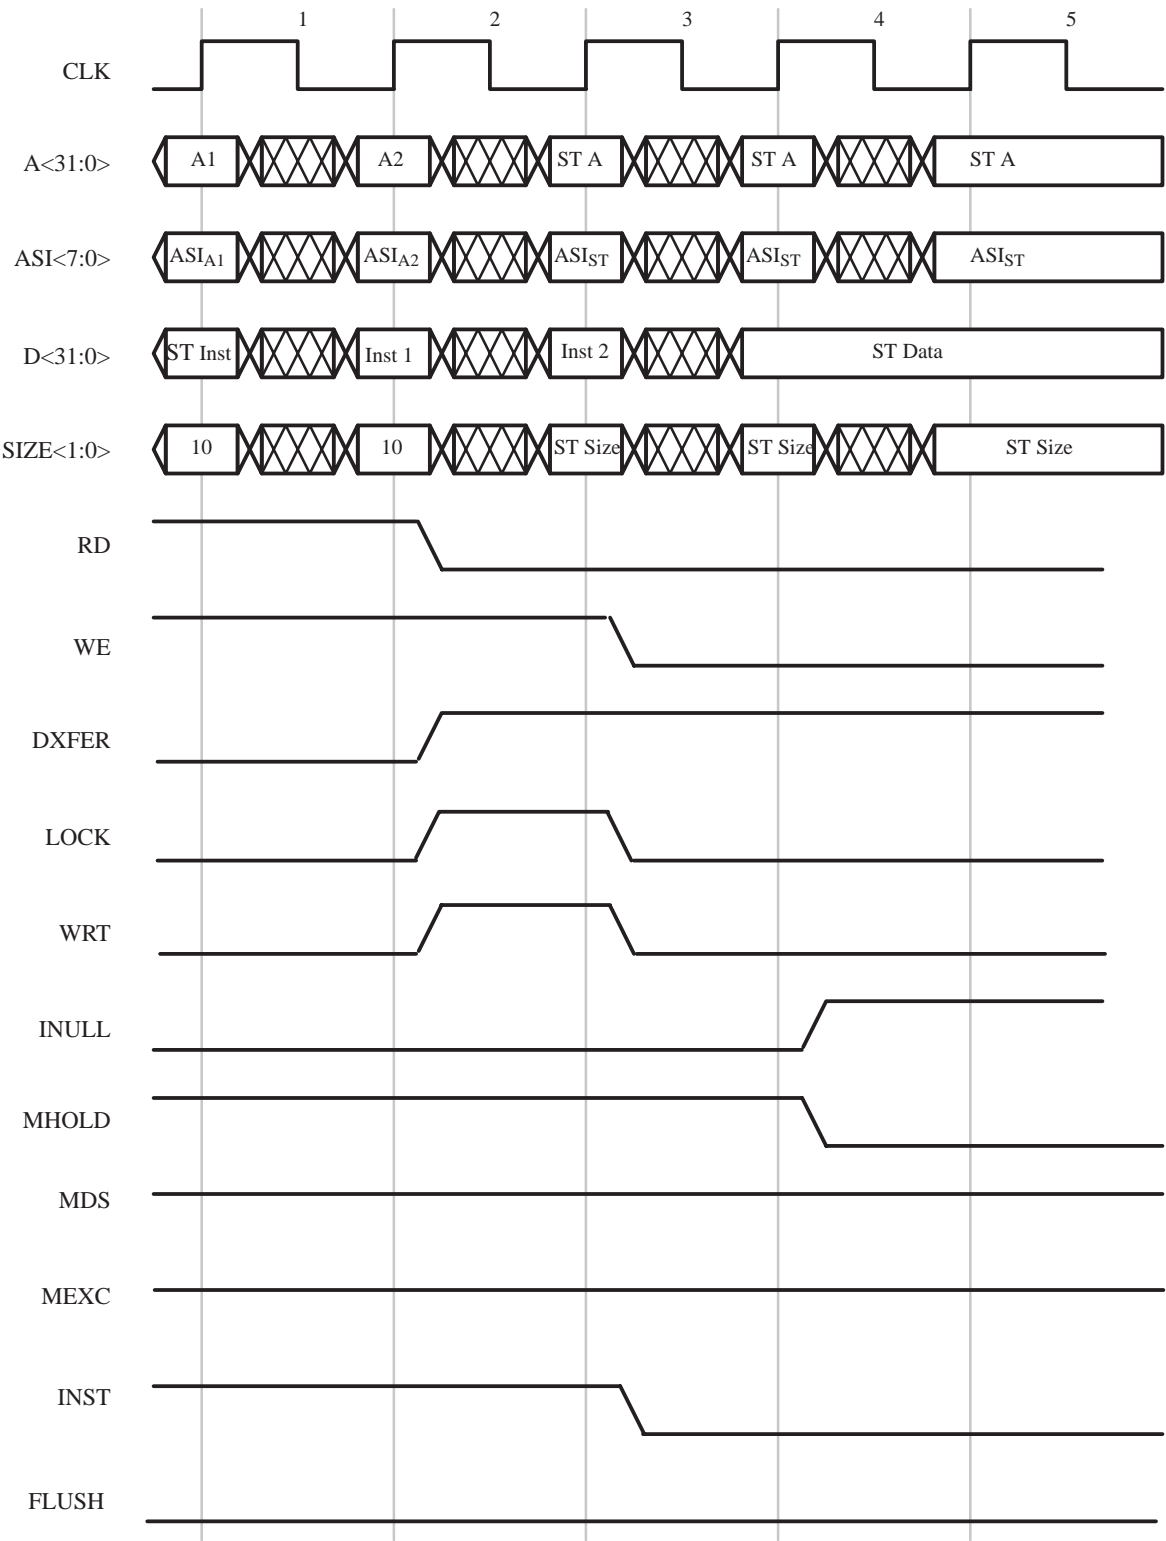 1 2 3 4 5
CLK
A<31:0> A1 A2 ST A ST A ST A
ASI<7:0> ASIA1 ASIA2 ASIST ASIST ASIST
D<31:0> ST Inst Inst 1 Inst 2 ST Data
SIZE<1:0> 10 10 ST Size ST Size ST Size
RD
WE
DXFER
LOCK
WRT
INULL
MHOLD
MDS
MEXC
INST
FLUSH